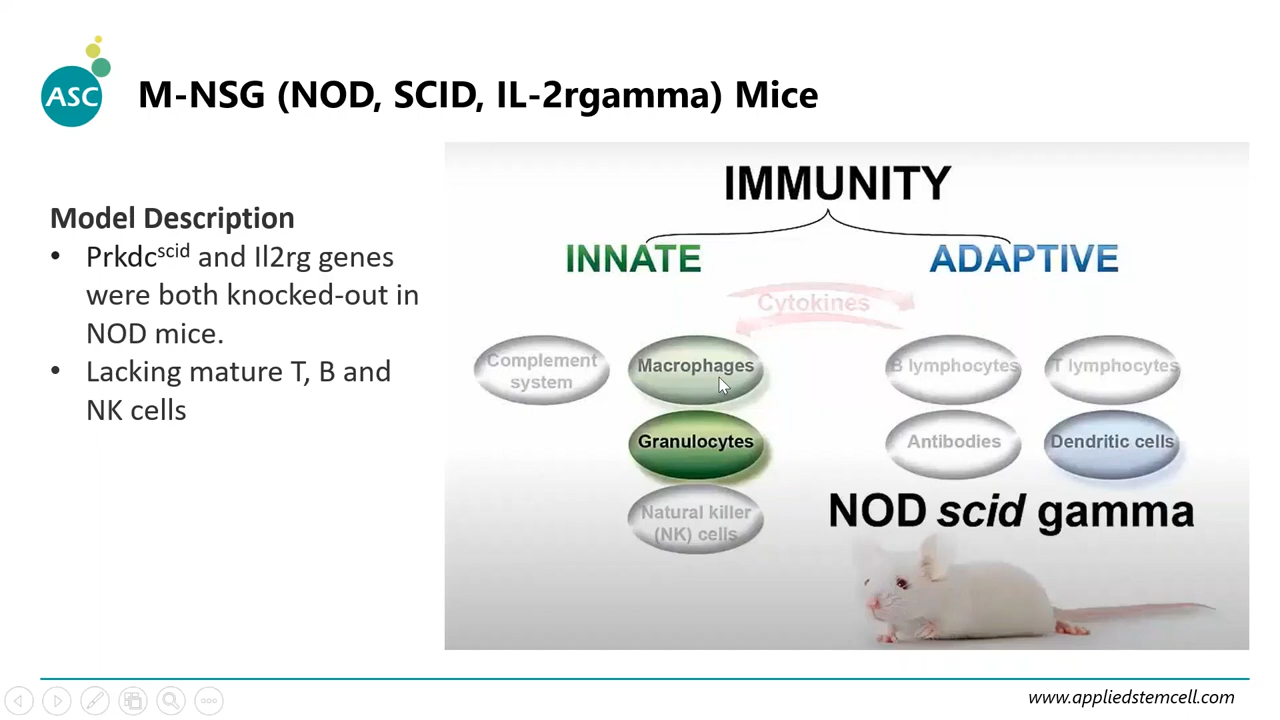 ASC
M-NSG (NOD, SCID, IL-2rgamma) Mice
Model Description
• Prkdcscid and Il2rg genes
were both knocked-out in
NOD mice.
• Lacking mature T, B and
NK cells
IMMUNITY
INNATE
ADAPTIVE
Cytokines
Complement
system
Macrophages
Granulocytes
Natural killer
(NK) cells
B lymphocytes
T lymphocytes
Antibodies
Dendritic cells
NOD scid gamma
www.appliedstemcell.com